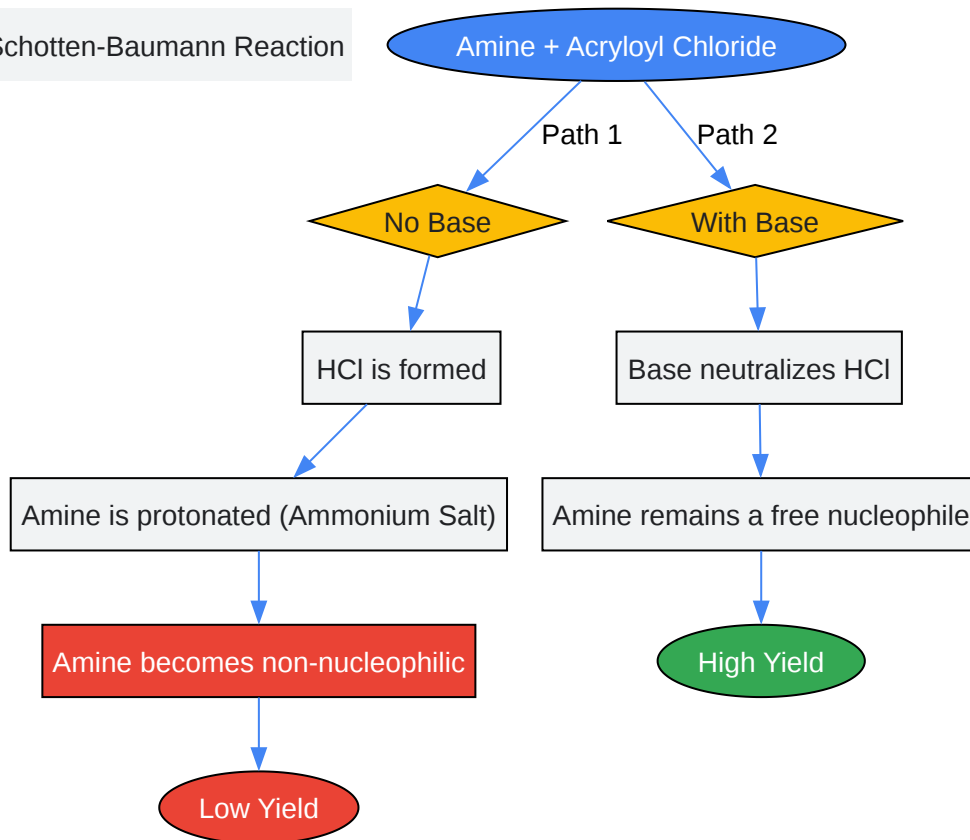 Schotten-Baumann Reaction
Amine + Acryloyl Chloride
Path 1
Path 2
No Base
With Base
HCl is formed
Base neutralizes HCl
Amine is protonated (Ammonium Salt)
Amine remains a free nucleophile
Amine becomes non-nucleophilic
High Yield
Low Yield